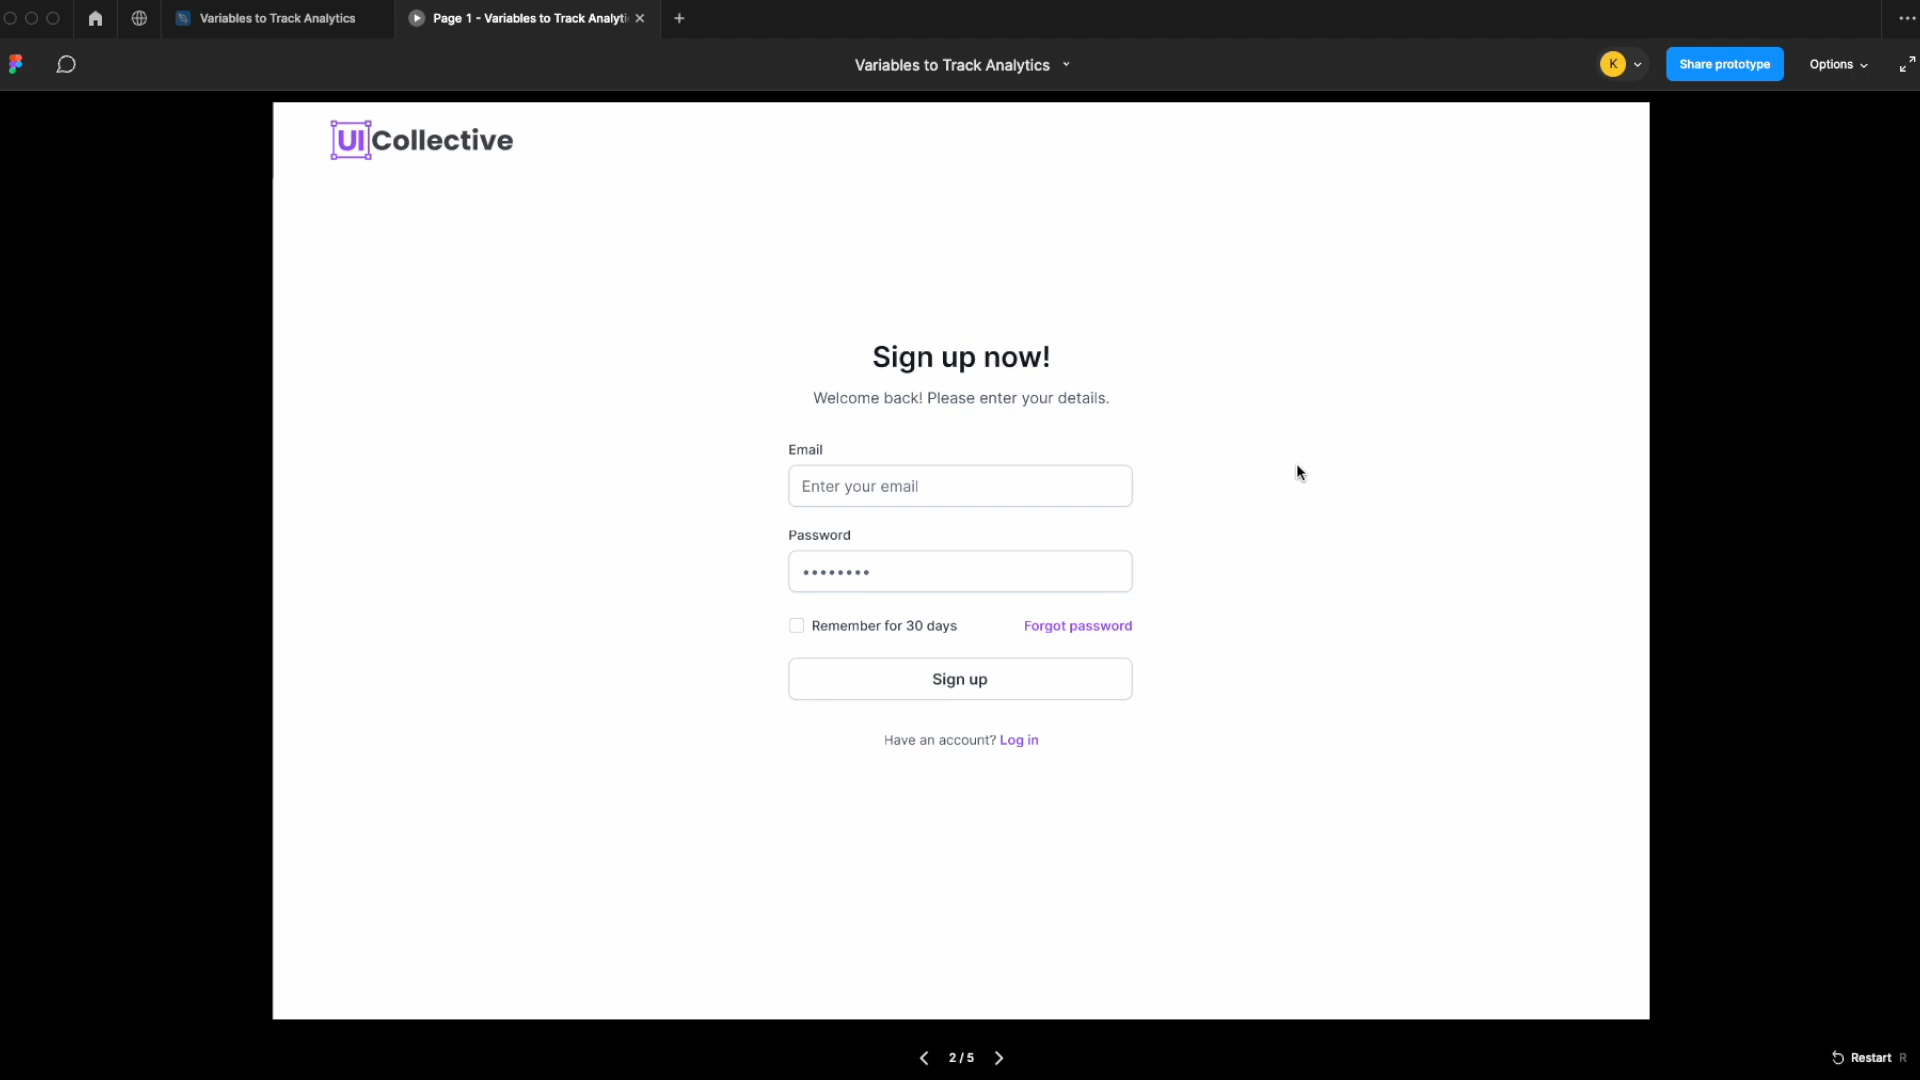 Variables to Track Analytics
Page 1 - Variables to Track Analyti
Variables to Track Analytics
K
Share prototype
Options
UICollective
Sign up now!
Welcome back! Please enter your details.
Email
Enter your email
Password
••••••••
Remember for 30 days
Forgot password
Sign up
Have an account? Log in
2 / 5
Restart R